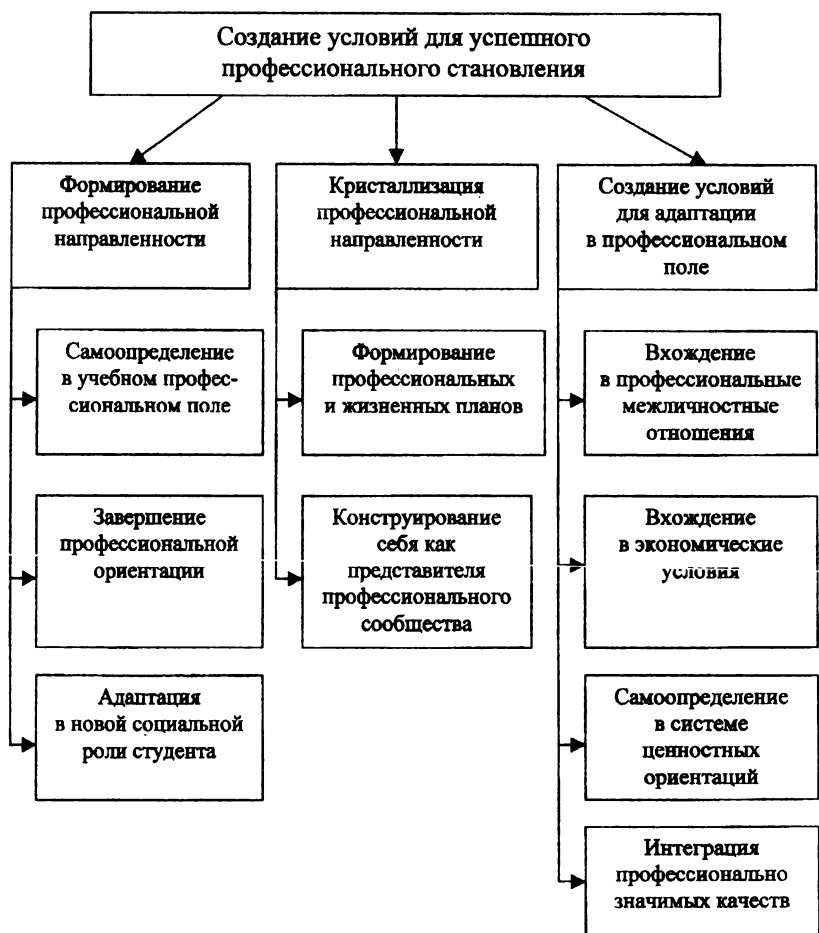 Создание условий для успешного
профессионального становления
Формирование
профессиональной
направленности
Самоопределение
в учебном профес-
сиональном поле
Завершение
профессиональной
ориентации
Адаптация
в новой социальной
роли студента
Кристаллизация
профессиональной
направленности
Формирование
профессиональных
и жизненных планов
Конструирование
себя как
представителя
профессионального
сообщества
Создание условий
для адаптации
в профессиональном
поле
Вхождение
в профессиональные
межличностные
отношения
Вхождение
в экономические
условия
Самоопределение
в системе
ценностных
ориентаций
Интеграция
профессионально
значимых качеств